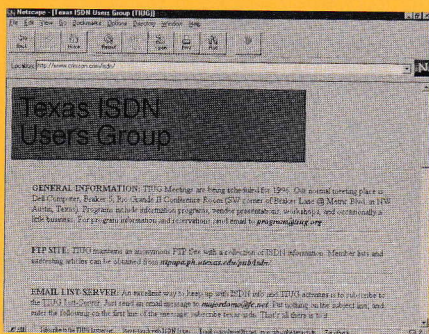 Netscape - [Texas ISDN Users Group (TIUG)]
File Edit View Go Bookmarks Options Directory Window Help
Back Home Reload Open Print Find
Location: http://www.crimson.com/isdn/
Texas ISDN
Users Group
GENERAL INFORMATION: TIUG Meetings are being scheduled for 1996. Our normal meeting place is
Dell Computer, Braker 5, Rio Grande II Conference Room (SW corner of Braker Lane @ Metric Blvd. in NW
Austin, Texas). Programs include information programs, vendor presentations, workshops, and occasionally a
little business. For program information and reservations send email to program@tiug.org
FTP SITE: TIUG maintains an anonymous FTP Site with a collection of ISDN information. Member lists and
interesting articles can be obtained from
EMAIL LIST-SERVER: An excellent way to keep up with ISDN info and TIUG activities is to subscribe to
the TIUG List-Server. Just send an email message to Put nothing on the subject line, and
enter the following on the first line of the message: subscribe texas-isdn. That's all there is to it